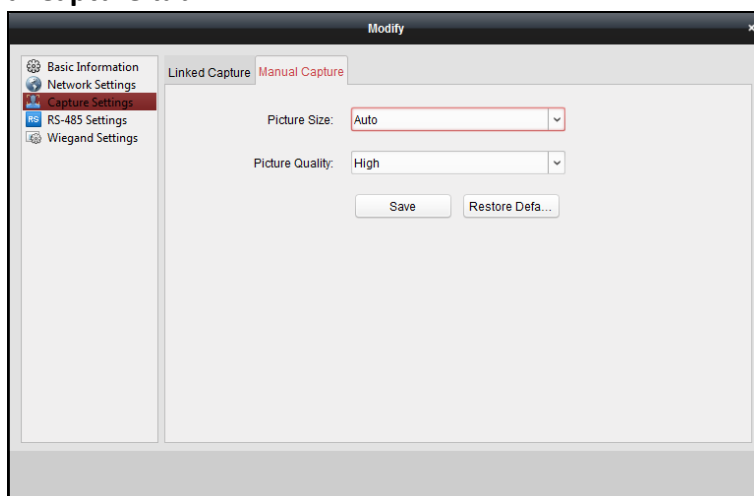 Modify
×
Basic Information
Network Settings
Capture Settings
RS RS-485 Settings
Wiegand Settings
Linked Capture Manual Capture
Picture Size: Auto
Picture Quality: High
Save Restore Defa...